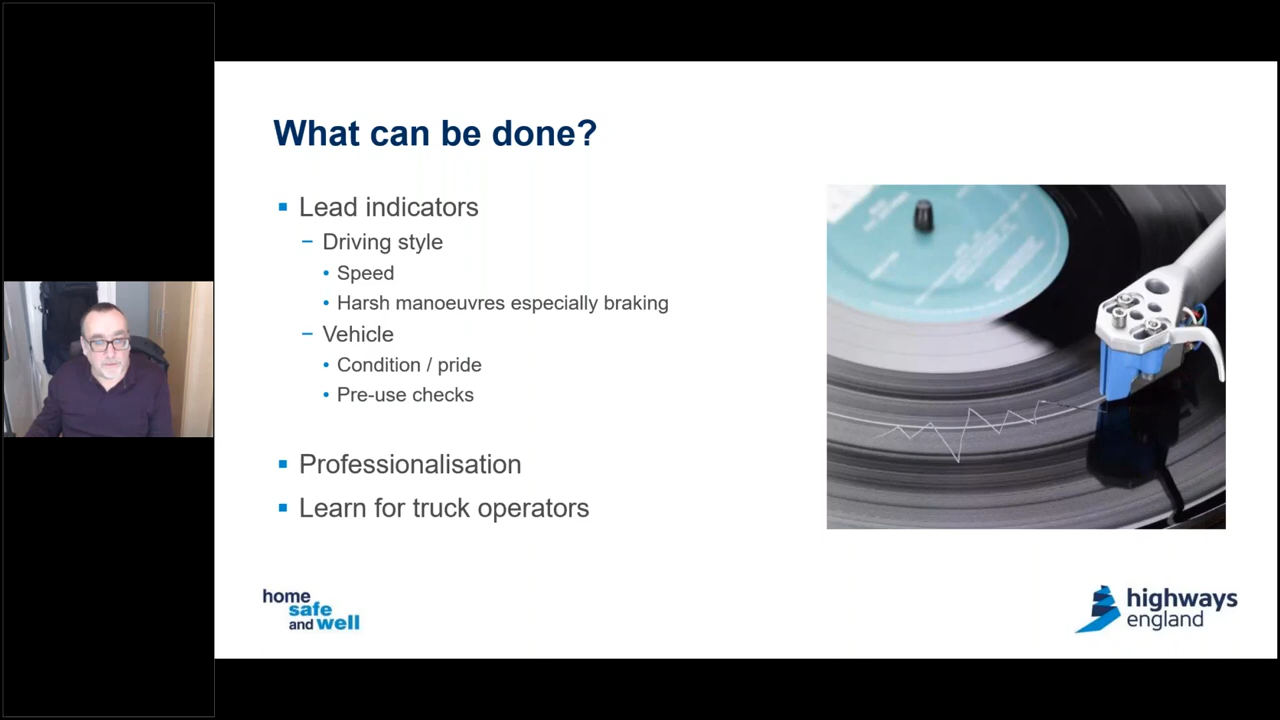 What can be done?
Lead indicators
Driving style
Speed
Harsh manoeuvres especially braking
Vehicle
Condition / pride
Pre-use checks
Professionalisation
Learn for truck operators
home
safe
and well
highways
england